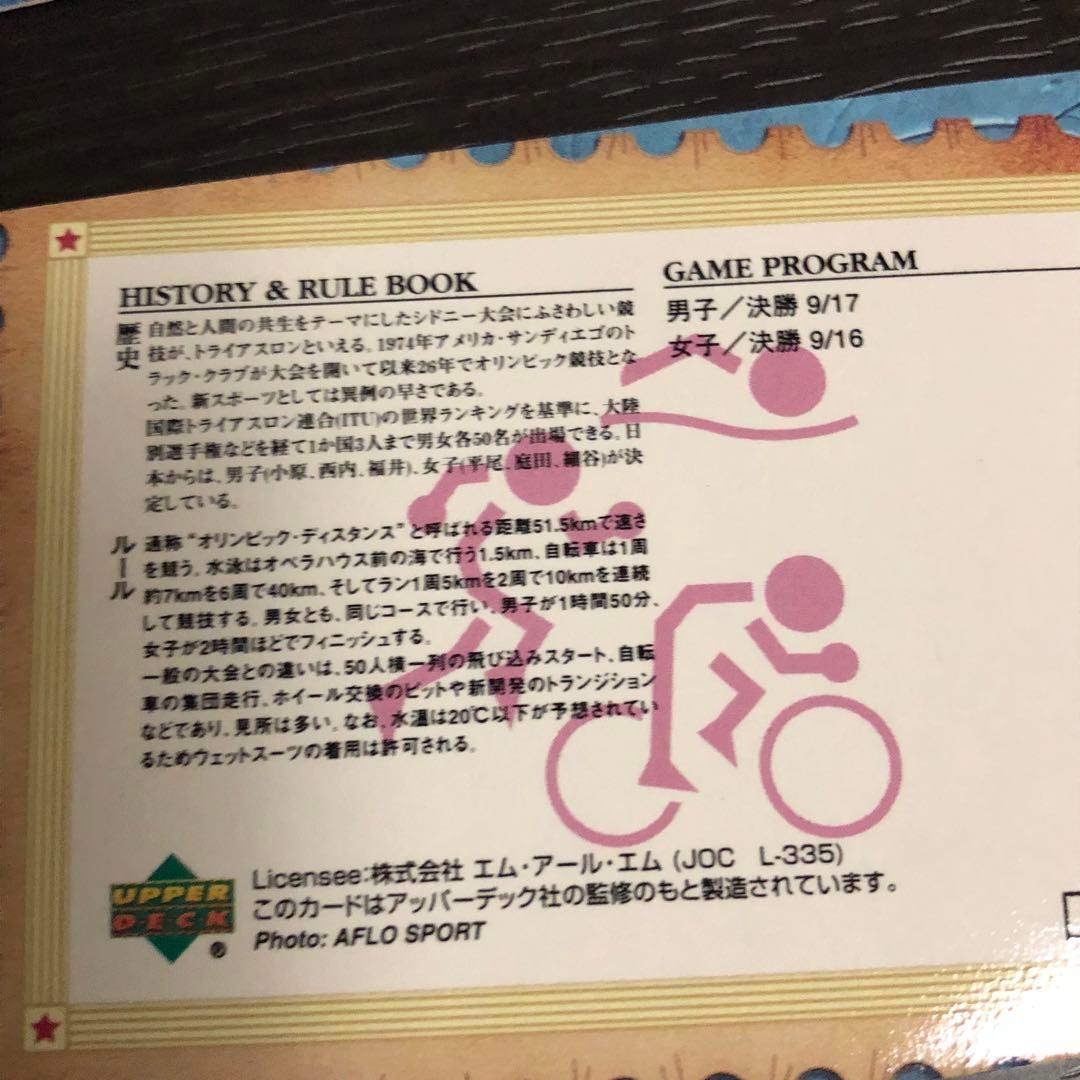 HISTORY & RULE BOOK
歴史
自然と人間の共生をテーマにしたシドニー大会にふさわしい競
技が、トライアスロンといえる。1974年アメリカ・サンディエゴのト
ラック・クラブが大会を開いて以来26年でオリンピック競技とな
った。新スポーツとしては異例の早さである。
国際トライアスロン連合(ITU)の世界ランキングを基準に、大陸
別選手権などを経て1か国3人まで男女各50名が出場できる。日
本からは、男子(小原、西内、福井)、女子(平尾、庭田、細谷)が決
定している。
ルール
通称“オリンピック・ディスタンス”と呼ばれる距離51.5kmで速さ
を競う。水泳はオペラハウス前の海で行う1.5km、自転車は1周
約7kmを6周で40km、そしてラン1周5kmを2周で10kmを連続
して競技する。男女とも、同じコースで行い、男子が1時間50分、
女子が2時間ほどでフィニッシュする。
一般の大会との違いは、50人横一列の飛び込みスタート、自転
車の集団走行、ホイール交換のピットや新開発のトランジション
などであり、見所は多い。なお、水温は20℃以下が予想されてい
るためウェットスーツの着用は許可される。
GAME PROGRAM
男子／決勝 9/17
女子／決勝 9/16
UPPER
DECK
®
Licensee:株式会社 エム・アール・エム (JOC L-335)
このカードはアッパーデック社の監修のもと製造されています。
Photo: AFLO SPORT